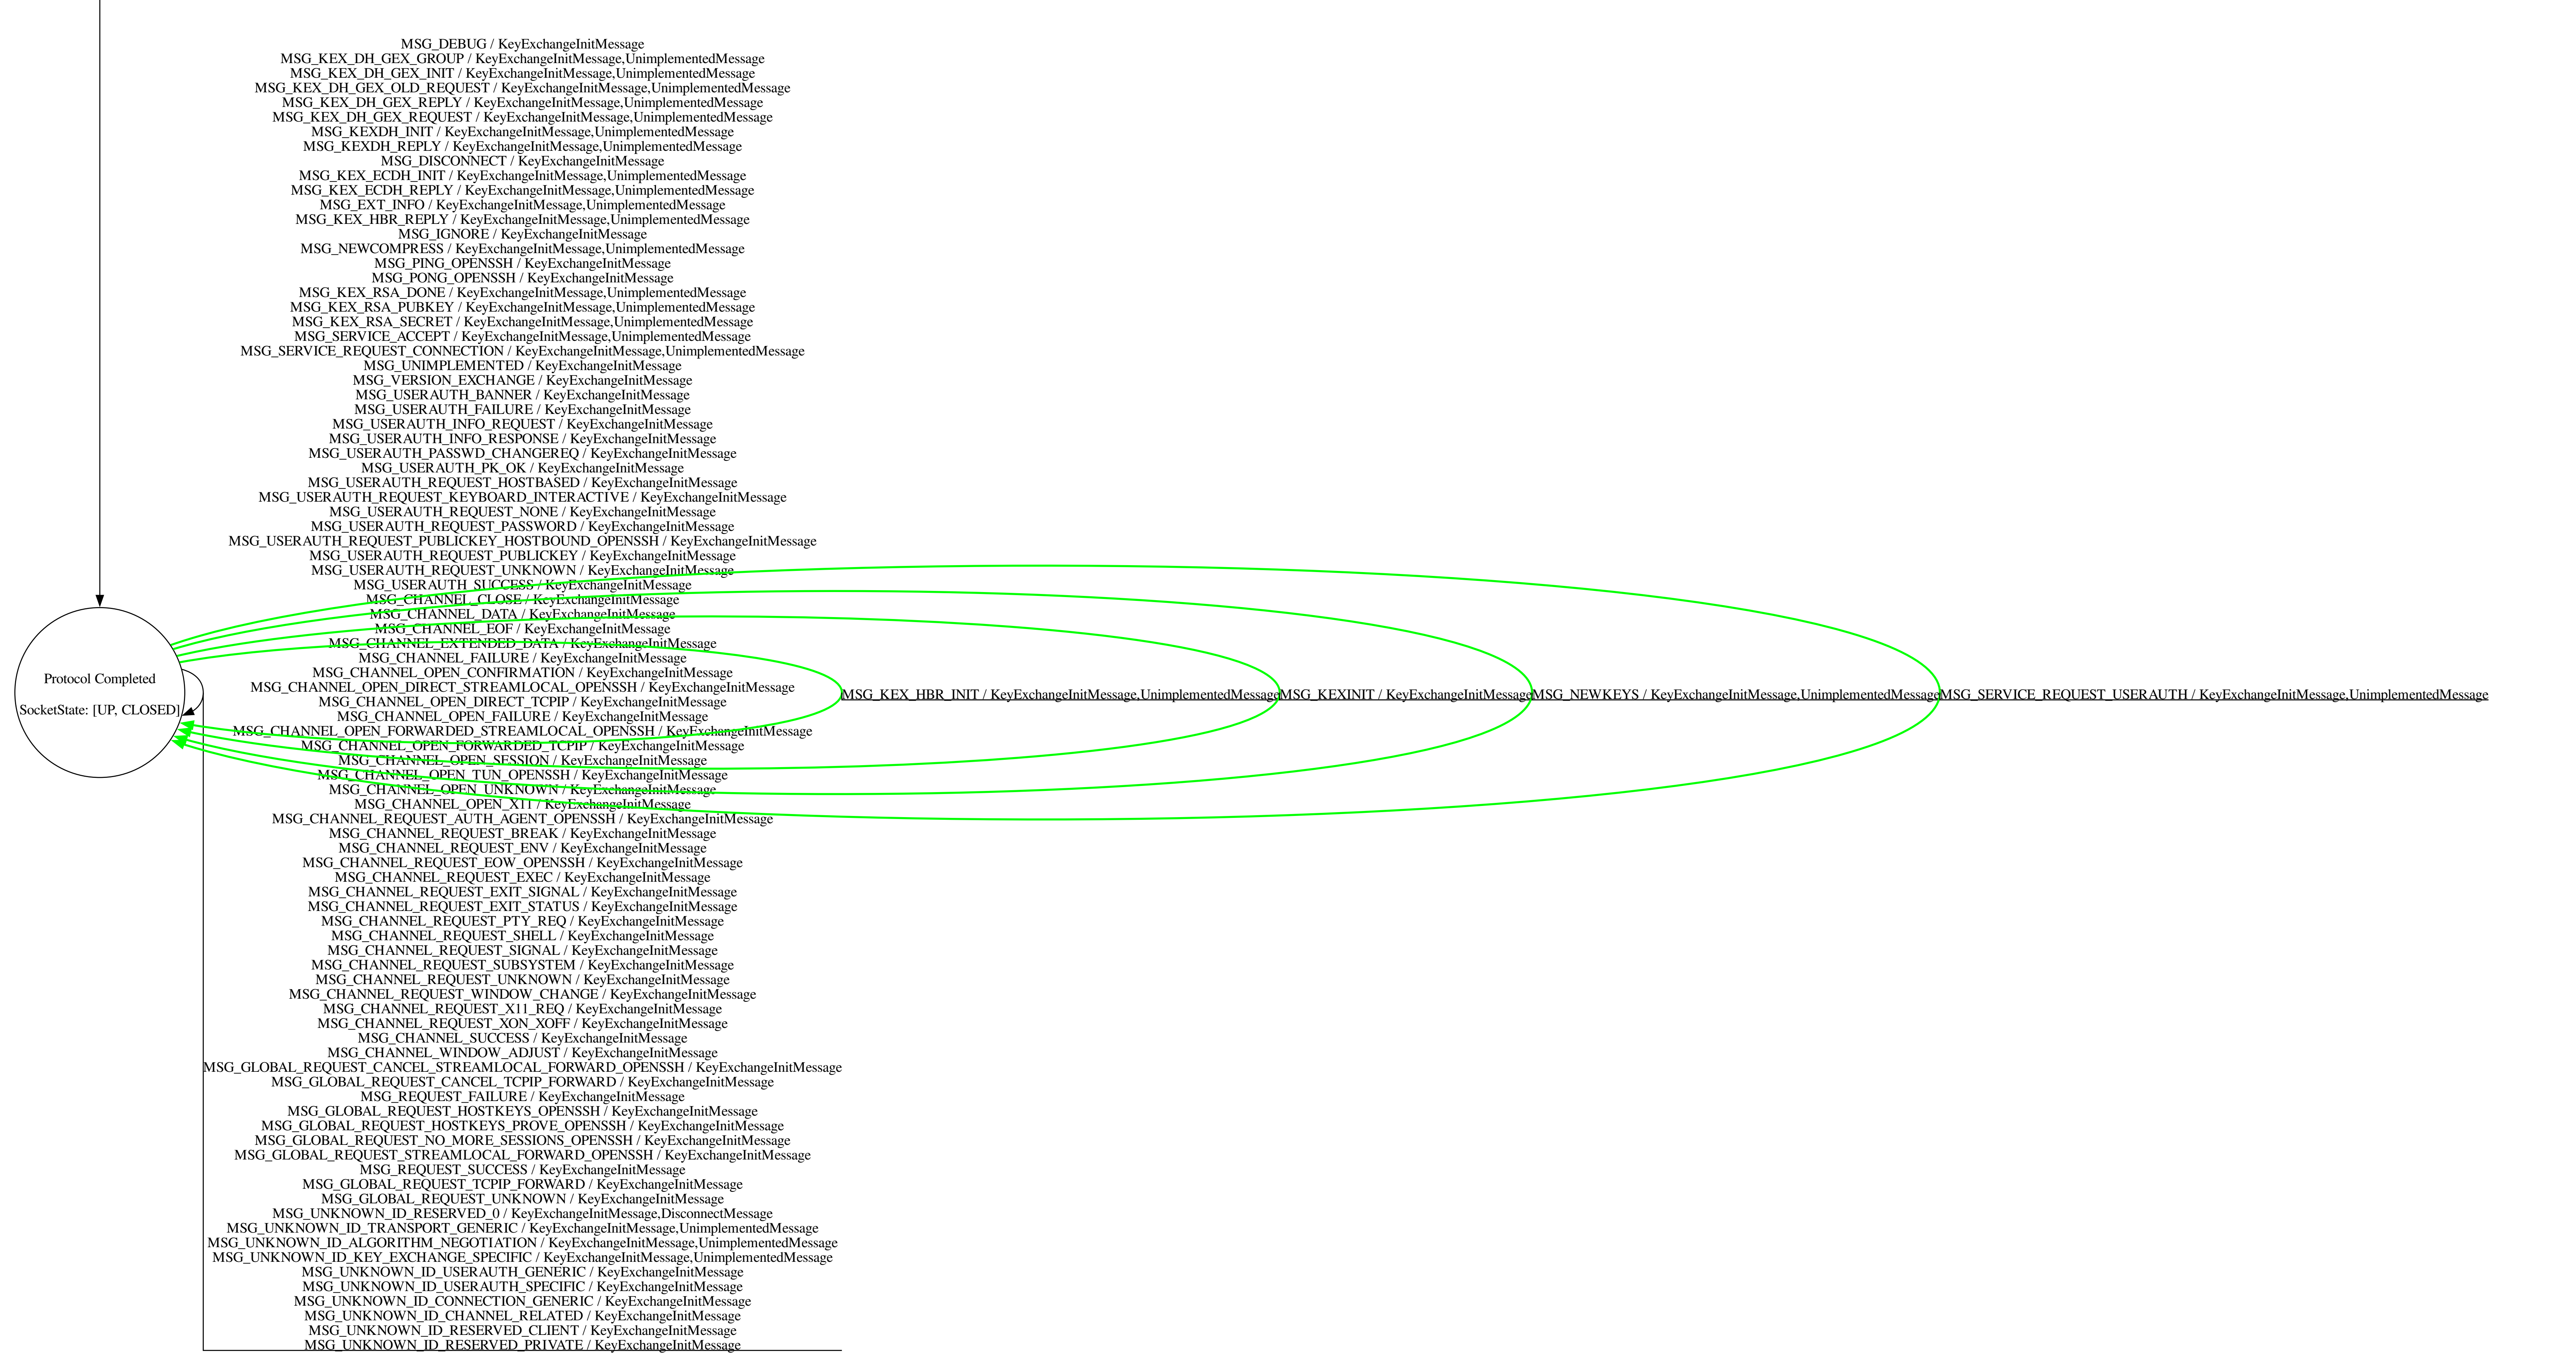 MSG_DEBUG / KeyExchangeInitMessage
MSG_KEX_DH_GEX_GROUP / KeyExchangeInitMessage,UnimplementedMessage
MSG_KEX_DH_GEX_INIT / KeyExchangeInitMessage,UnimplementedMessage
MSG_KEX_DH_GEX_OLD_REQUEST / KeyExchangeInitMessage,UnimplementedMessage
MSG_KEX_DH_GEX_REPLY / KeyExchangeInitMessage,UnimplementedMessage
MSG_KEX_DH_GEX_REQUEST / KeyExchangeInitMessage,UnimplementedMessage
MSG_KEXDH_INIT / KeyExchangeInitMessage,UnimplementedMessage
MSG_KEXDH_REPLY / KeyExchangeInitMessage,UnimplementedMessage
MSG_DISCONNECT / KeyExchangeInitMessage
MSG_KEX_ECDH_INIT / KeyExchangeInitMessage,UnimplementedMessage
MSG_KEX_ECDH_REPLY / KeyExchangeInitMessage,UnimplementedMessage
MSG_EXT_INFO / KeyExchangeInitMessage,UnimplementedMessage
MSG_KEX_HBR_REPLY / KeyExchangeInitMessage,UnimplementedMessage
MSG_IGNORE / KeyExchangeInitMessage
MSG_NEWCOMPRESS / KeyExchangeInitMessage,UnimplementedMessage
MSG_PING_OPENSSH / KeyExchangeInitMessage
MSG_PONG_OPENSSH / KeyExchangeInitMessage
MSG_KEX_RSA_DONE / KeyExchangeInitMessage,UnimplementedMessage
MSG_KEX_RSA_PUBKEY / KeyExchangeInitMessage,UnimplementedMessage
MSG_KEX_RSA_SECRET / KeyExchangeInitMessage,UnimplementedMessage
MSG_SERVICE_ACCEPT / KeyExchangeInitMessage,UnimplementedMessage
MSG_SERVICE_REQUEST_CONNECTION / KeyExchangeInitMessage,UnimplementedMessage
MSG_UNIMPLEMENTED / KeyExchangeInitMessage
MSG_VERSION_EXCHANGE / KeyExchangeInitMessage
MSG_USERAUTH_BANNER / KeyExchangeInitMessage
MSG_USERAUTH_FAILURE / KeyExchangeInitMessage
MSG_USERAUTH_INFO_REQUEST / KeyExchangeInitMessage
MSG_USERAUTH_INFO_RESPONSE / KeyExchangeInitMessage
MSG_USERAUTH_PASSWD_CHANGEREQ / KeyExchangeInitMessage
MSG_USERAUTH_PK_OK / KeyExchangeInitMessage
MSG_USERAUTH_REQUEST_HOSTBASED / KeyExchangeInitMessage
MSG_USERAUTH_REQUEST_KEYBOARD_INTERACTIVE / KeyExchangeInitMessage
MSG_USERAUTH_REQUEST_NONE / KeyExchangeInitMessage
MSG_USERAUTH_REQUEST_PASSWORD / KeyExchangeInitMessage
MSG_USERAUTH_REQUEST_PUBLICKEY_HOSTBOUND_OPENSSH / KeyExchangeInitMessage
MSG_USERAUTH_REQUEST_PUBLICKEY / KeyExchangeInitMessage
MSG_USERAUTH_REQUEST_UNKNOWN / KeyExchangeInitMessage
MSG_USERAUTH_SUCCESS / KeyExchangeInitMessage
MSG_CHANNEL_CLOSE / KeyExchangeInitMessage
MSG_CHANNEL_DATA / KeyExchangeInitMessage
MSG_CHANNEL_EOF / KeyExchangeInitMessage
MSG_CHANNEL_EXTENDED_DATA / KeyExchangeInitMessage
MSG_CHANNEL_FAILURE / KeyExchangeInitMessage
MSG_CHANNEL_OPEN_CONFIRMATION / KeyExchangeInitMessage
MSG_CHANNEL_OPEN_DIRECT_STREAMLOCAL_OPENSSH / KeyExchangeInitMessage
MSG_CHANNEL_OPEN_DIRECT_TCPIP / KeyExchangeInitMessage
MSG_CHANNEL_OPEN_FAILURE / KeyExchangeInitMessage
MSG_CHANNEL_OPEN_FORWARDED_STREAMLOCAL_OPENSSH / KeyExchangeInitMessage
MSG_CHANNEL_OPEN_FORWARDED_TCPIP / KeyExchangeInitMessage
MSG_CHANNEL_OPEN_SESSION / KeyExchangeInitMessage
MSG_CHANNEL_OPEN_TUN_OPENSSH / KeyExchangeInitMessage
MSG_CHANNEL_OPEN_UNKNOWN / KeyExchangeInitMessage
MSG_CHANNEL_OPEN_X11 / KeyExchangeInitMessage
MSG_CHANNEL_REQUEST_AUTH_AGENT_OPENSSH / KeyExchangeInitMessage
MSG_CHANNEL_REQUEST_BREAK / KeyExchangeInitMessage
MSG_CHANNEL_REQUEST_ENV / KeyExchangeInitMessage
MSG_CHANNEL_REQUEST_EOW_OPENSSH / KeyExchangeInitMessage
MSG_CHANNEL_REQUEST_EXEC / KeyExchangeInitMessage
MSG_CHANNEL_REQUEST_EXIT_SIGNAL / KeyExchangeInitMessage
MSG_CHANNEL_REQUEST_EXIT_STATUS / KeyExchangeInitMessage
MSG_CHANNEL_REQUEST_PTY_REQ / KeyExchangeInitMessage
MSG_CHANNEL_REQUEST_SHELL / KeyExchangeInitMessage
MSG_CHANNEL_REQUEST_SIGNAL / KeyExchangeInitMessage
MSG_CHANNEL_REQUEST_SUBSYSTEM / KeyExchangeInitMessage
MSG_CHANNEL_REQUEST_UNKNOWN / KeyExchangeInitMessage
MSG_CHANNEL_REQUEST_WINDOW_CHANGE / KeyExchangeInitMessage
MSG_CHANNEL_REQUEST_X11_REQ / KeyExchangeInitMessage
MSG_CHANNEL_REQUEST_XON_XOFF / KeyExchangeInitMessage
MSG_CHANNEL_SUCCESS / KeyExchangeInitMessage
MSG_CHANNEL_WINDOW_ADJUST / KeyExchangeInitMessage
MSG_GLOBAL_REQUEST_CANCEL_STREAMLOCAL_FORWARD_OPENSSH / KeyExchangeInitMessage
MSG_GLOBAL_REQUEST_CANCEL_TCPIP_FORWARD / KeyExchangeInitMessage
MSG_REQUEST_FAILURE / KeyExchangeInitMessage
MSG_GLOBAL_REQUEST_HOSTKEYS_OPENSSH / KeyExchangeInitMessage
MSG_GLOBAL_REQUEST_HOSTKEYS_PROVE_OPENSSH / KeyExchangeInitMessage
MSG_GLOBAL_REQUEST_NO_MORE_SESSIONS_OPENSSH / KeyExchangeInitMessage
MSG_GLOBAL_REQUEST_STREAMLOCAL_FORWARD_OPENSSH / KeyExchangeInitMessage
MSG_REQUEST_SUCCESS / KeyExchangeInitMessage
MSG_GLOBAL_REQUEST_TCPIP_FORWARD / KeyExchangeInitMessage
MSG_GLOBAL_REQUEST_UNKNOWN / KeyExchangeInitMessage
MSG_UNKNOWN_ID_RESERVED_0 / KeyExchangeInitMessage,DisconnectMessage
MSG_UNKNOWN_ID_TRANSPORT_GENERIC / KeyExchangeInitMessage,UnimplementedMessage
MSG_UNKNOWN_ID_ALGORITHM_NEGOTIATION / KeyExchangeInitMessage,UnimplementedMessage
MSG_UNKNOWN_ID_KEY_EXCHANGE_SPECIFIC / KeyExchangeInitMessage,UnimplementedMessage
MSG_UNKNOWN_ID_USERAUTH_GENERIC / KeyExchangeInitMessage
MSG_UNKNOWN_ID_USERAUTH_SPECIFIC / KeyExchangeInitMessage
MSG_UNKNOWN_ID_CONNECTION_GENERIC / KeyExchangeInitMessage
MSG_UNKNOWN_ID_CHANNEL_RELATED / KeyExchangeInitMessage
MSG_UNKNOWN_ID_RESERVED_CLIENT / KeyExchangeInitMessage
MSG_UNKNOWN_ID_RESERVED_PRIVATE / KeyExchangeInitMessage
Protocol Completed
SocketState: [UP, CLOSED]
MSG_KEX_HBR_INIT / KeyExchangeInitMessage,UnimplementedMessage
MSG_KEXINIT / KeyExchangeInitMessage
MSG_NEWKEYS / KeyExchangeInitMessage,UnimplementedMessage
MSG_SERVICE_REQUEST_USERAUTH / KeyExchangeInitMessage,UnimplementedMessage